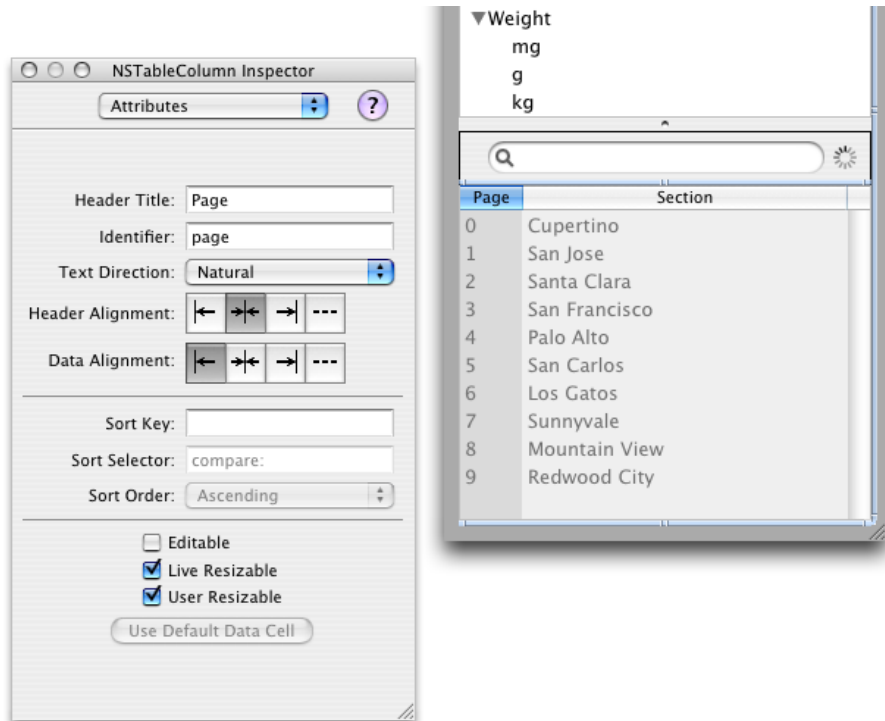 NSTableColumn Inspector
Attributes
?
Header Title: Page
Identifier: page
Text Direction: Natural
Header Alignment:
Data Alignment:
Sort Key:
Sort Selector: compare:
Sort Order: Ascending
Editable
Live Resizable
User Resizable
Use Default Data Cell
Weight
mg
g
kg
Page Section
0 Cupertino
1 San Jose
2 Santa Clara
3 San Francisco
4 Palo Alto
5 San Carlos
6 Los Gatos
7 Sunnyvale
8 Mountain View
9 Redwood City